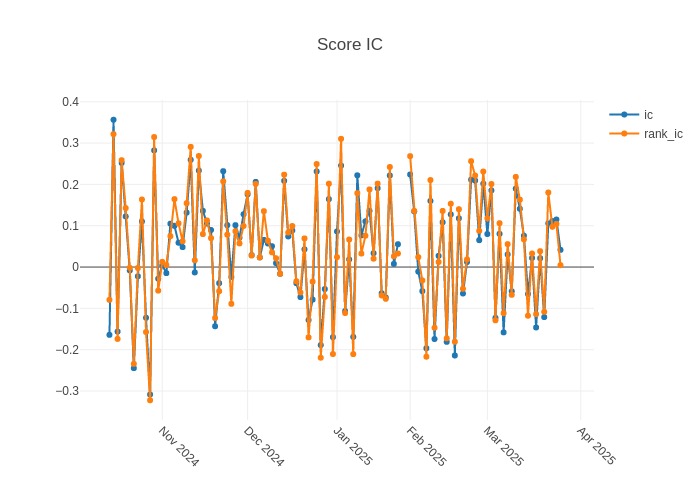 Score IC
0.4
0.3
0.2
0.1
0
−0.1
−0.2
−0.3
Nov 2024
Dec 2024
Jan 2025
Feb 2025
Mar 2025
Apr 2025
ic
rank_ic